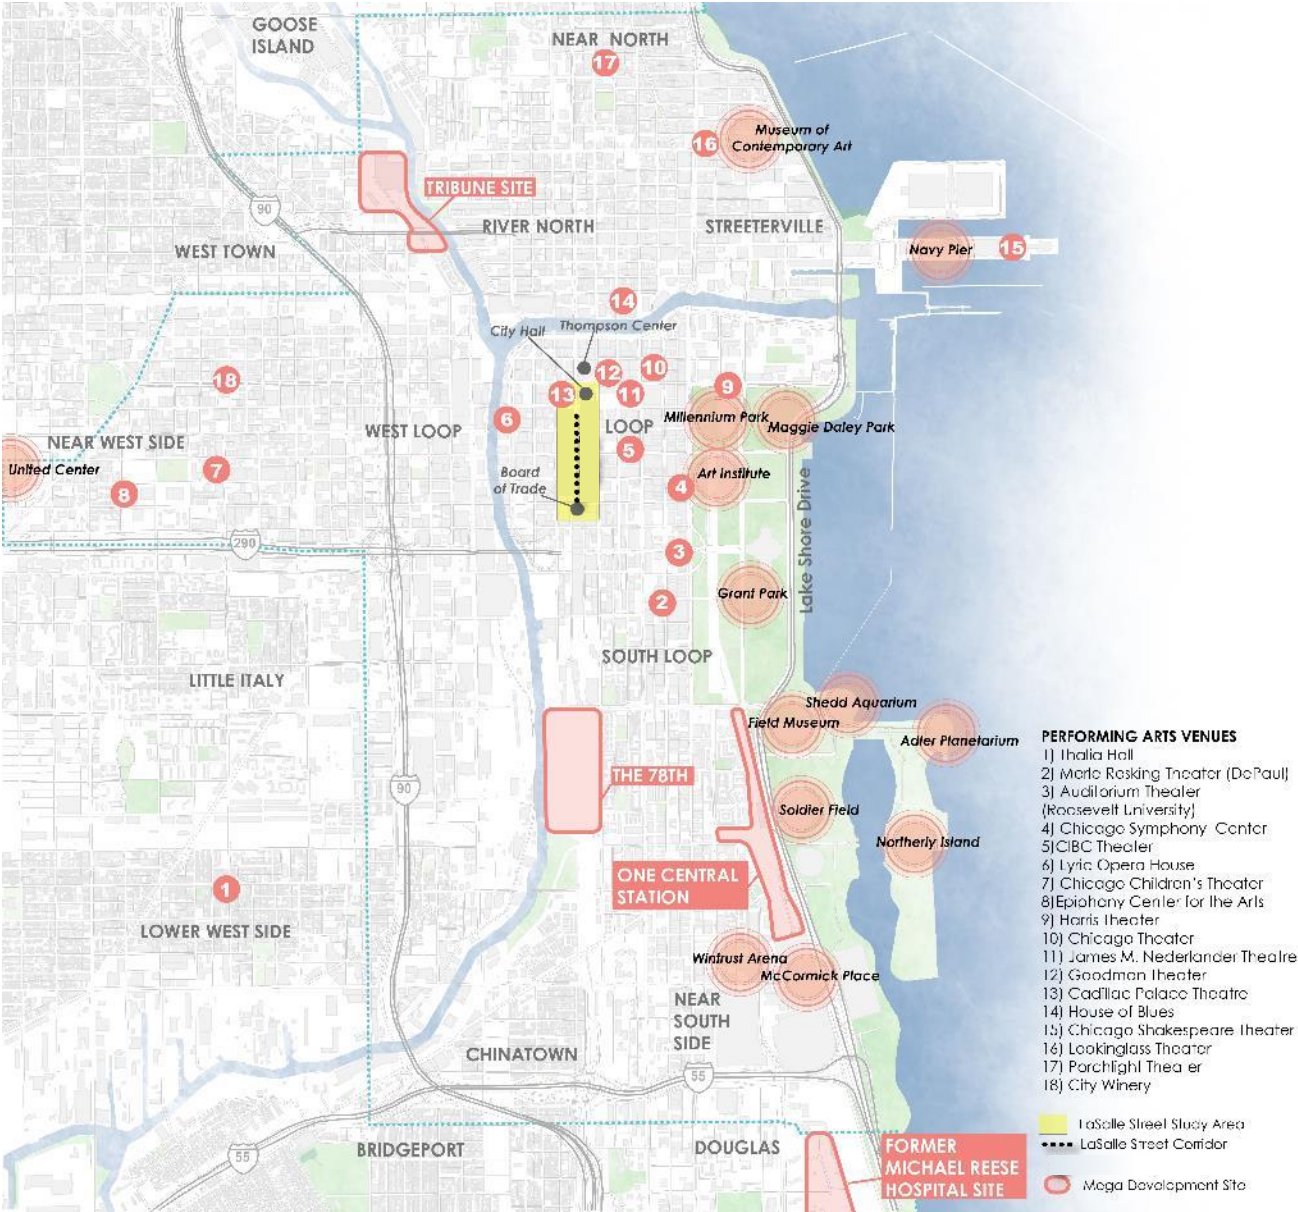 GOOSE
ISLAND
NEAR NORTH
17
Museum of
Contemporary Art
16
TRIBUNE SITE
90
RIVER NORTH
STREETERVILLE
WEST TOWN
Navy Pier
15
14
City Hall
Thompson Center
18
12
10
13
11
9
6
Millennium Park
Maggie Daley Park
WEST LOOP
LOOP
NEAR WEST SIDE
5
United Center
7
8
Board
of Trade
Art Institute
4
Lake Shore Drive
290
3
Grant Park
2
SOUTH LOOP
LITTLE ITALY
Shedd Aquarium
Field Museum
Adler Planetarium
THE 78TH
90
Soldier Field
Northerly Island
ONE CENTRAL
STATION
1
LOWER WEST SIDE
Wintrust Arena
McCormick Place
NEAR
SOUTH
SIDE
CHINATOWN
55
BRIDGEPORT
55
DOUGLAS
FORMER
MICHAEL REESE
HOSPITAL SITE
PERFORMING ARTS VENUES
1) Thalia Hall
2) Merle Resking Theater (DePaul)
3) Auditorium Theater
(Roosevelt University)
4) Chicago Symphony Center
5)CIBC Theater
6) Lyric Opera House
7) Chicago Children's Theater
8)Epiphany Center for the Arts
9) Harris Theater
10) Chicago Theater
11) James M. Nederlander Theatre
12) Goodman Theater
13) Cadillac Palace Theatre
14) House of Blues
15) Chicago Shakespeare Theater
16) Lookinglass Theater
17) Porchlight Theater
18) City Winery
LaSalle Street Study Area
LaSalle Street Corridor
Mega Development Site